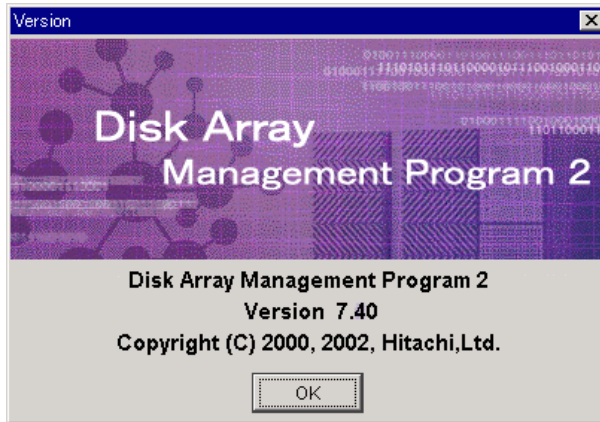 Version
Disk Array
Management Program 2
Disk Array Management Program 2
Version 7.40
Copyright (C) 2000, 2002, Hitachi,Ltd.
OK